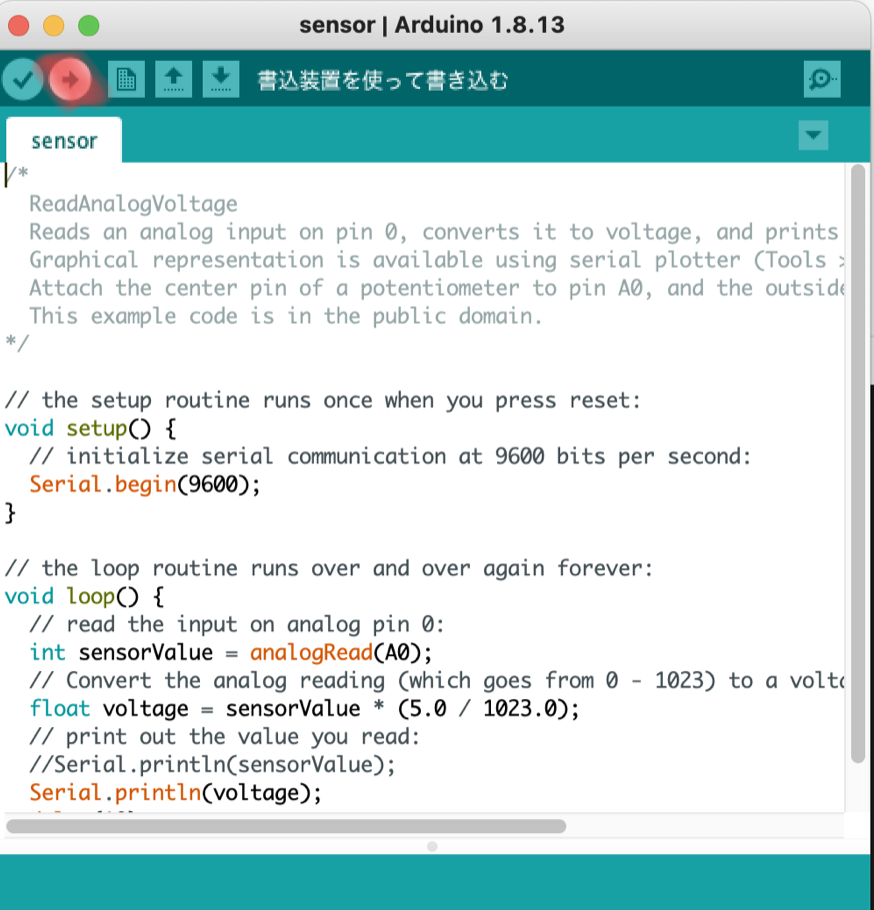 sensor | Arduino 1.8.13
書込装置を使って書き込む
sensor
/*
ReadAnalogVoltage
Reads an analog input on pin 0, converts it to voltage, and prints
Graphical representation is available using serial plotter (Tools >
Attach the center pin of a potentiometer to pin A0, and the outside
This example code is in the public domain.
*/
// the setup routine runs once when you press reset:
void setup() {
// initialize serial communication at 9600 bits per second:
Serial.begin(9600);
}
// the loop routine runs over and over again forever:
void loop() {
// read the input on analog pin 0:
int sensorValue = analogRead(A0);
// Convert the analog reading (which goes from 0 - 1023) to a volta
float voltage = sensorValue * (5.0 / 1023.0);
// print out the value you read:
//Serial.println(sensorValue);
Serial.println(voltage);